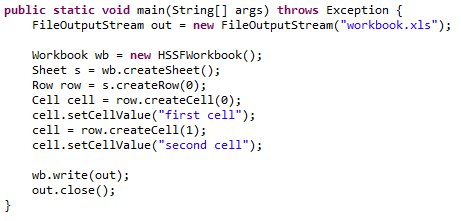 public static void main(String[] args) throws Exception {
    FileOutputStream out = new FileOutputStream("workbook.xls");

    Workbook wb = new HSSFWorkbook();
    Sheet s = wb.createSheet();
    Row row = s.createRow(0);
    Cell cell = row.createCell(0);
    cell.setCellValue("first cell");
    cell = row.createCell(1);
    cell.setCellValue("second cell");

    wb.write(out);
    out.close();
}